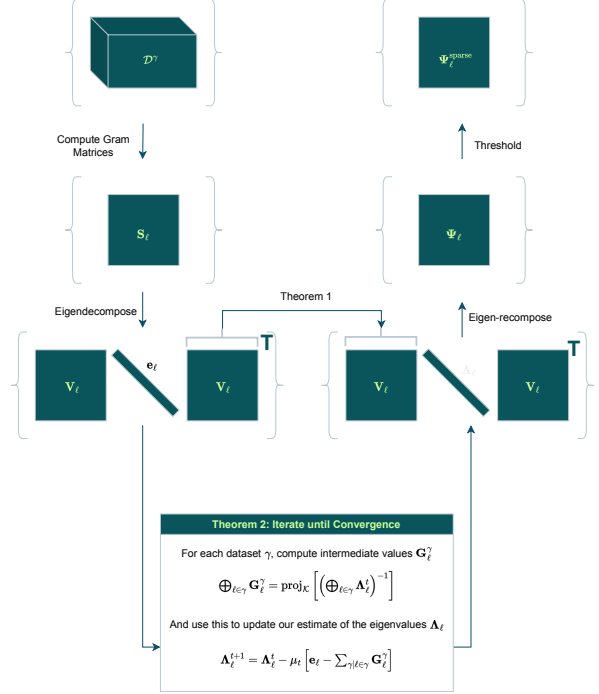 𝒟^γ
Compute Gram
Matrices
S_ℓ
Eigendecompose
V_ℓ
e_ℓ
V_ℓ
T
Theorem 1
Ψ_ℓ^sparse
Threshold
Ψ_ℓ
Eigen-recompose
V_ℓ
Λ_ℓ
V_ℓ
T
Theorem 2: Iterate until Convergence
For each dataset γ, compute intermediate values G_ℓ^γ
⊕_{ℓ∈γ} G_ℓ^γ = proj_𝒦 [(⊕_{ℓ∈γ} Λ_ℓ^t)^{-1}]
And use this to update our estimate of the eigenvalues Λ_ℓ
Λ_ℓ^{t+1} = Λ_ℓ^t − μ_t [e_ℓ − ∑_{γ|ℓ∈γ} G_ℓ^γ]